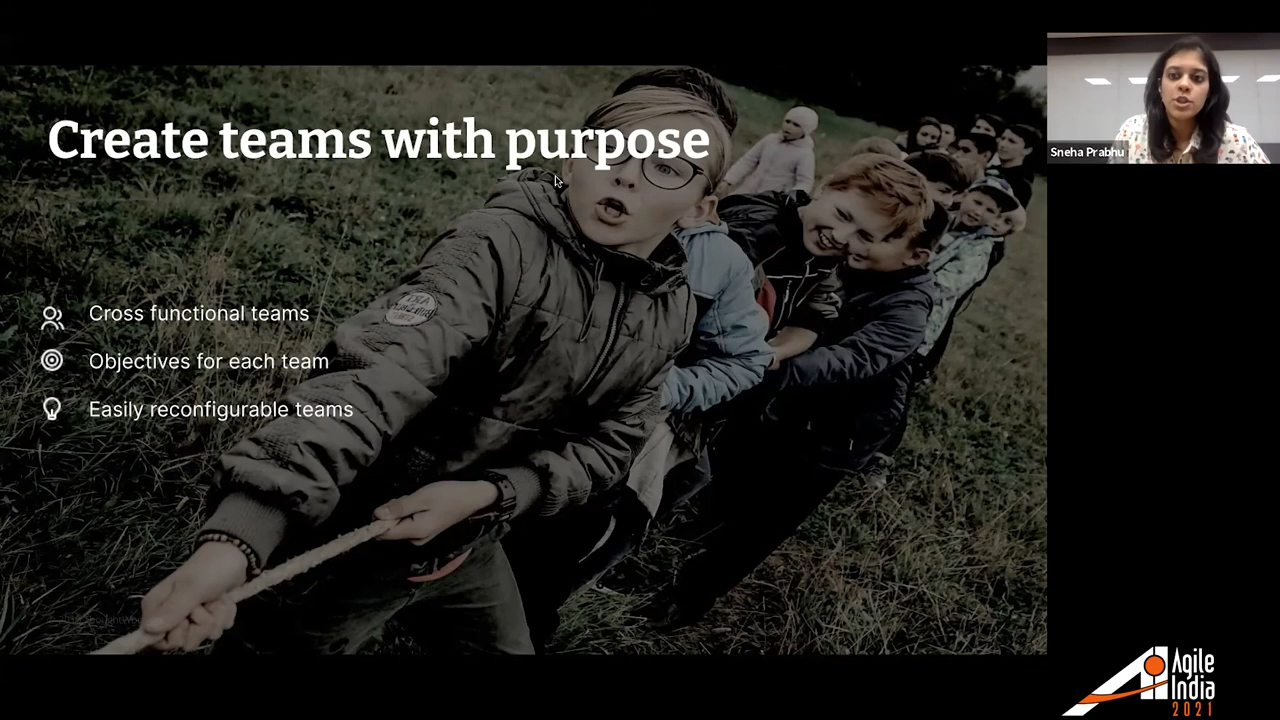 Create teams with purpose
Sneha Prabhu
Cross functional teams
Objectives for each team
Easily reconfigurable teams
Agile
India
2021